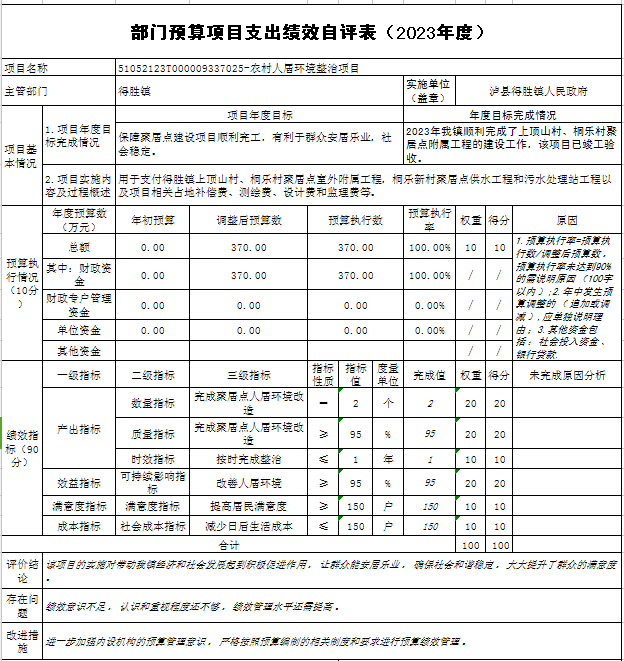 部门预算项目支出绩效自评表（2023年度）
项目名称 51052123T000009337025-农村人居环境整治项目
主管部门 得胜镇 实施单位（盖章） 泸县得胜镇人民政府
项目基本情况
1.项目年度目标完成情况
项目年度目标 年度目标完成情况
保障聚居点建设项目顺利完工，有利于群众安居乐业，社会稳定。
2023年我镇顺利完成了上顶山村、桐乐村聚居点附属工程的建设工作，该项目已竣工验收。
2.项目实施内容及过程概述
用于支付得胜镇上顶山村、桐乐村聚居点室外附属工程，桐乐新村聚居点供水工程和污水处理站工程以及项目相关占地补偿费、测绘费、设计费和监理费等。
预算执行情况（10分）
年度预算数（万元） 年初预算 调整后预算数 预算执行数 预算执行率 权重 得分 原因
总额 0.00 370.00 370.00 100.00% 10 10
其中：财政资金 0.00 370.00 370.00 100.00% / /
财政专户管理资金 0.00 0.00 0.00 0.00% / /
单位资金 0.00 0.00 0.00 0.00% / /
其他资金 / /
1.预算执行率=预算执行数/调整后预算数，预算执行率未达到90%的需说明原因（100字以内）；2.年中发生预算调整的（追加或调减），应单独说明理由；3.其他资金包括：社会投入资金、银行贷款.
绩效指标（90分）
一级指标 二级指标 三级指标 指标性质 指标值 度量单位 完成值 权重 得分 未完成原因分析
产出指标 数量指标 完成聚居点人居环境改造 ＝ 2 个 2 20 20
质量指标 完成聚居点人居环境改造 ≥ 95 % 95 20 20
时效指标 按时完成整治 ≤ 1 年 1 10 10
效益指标 可持续影响指标 改善人居环境 ≥ 95 % 95 20 20
满意度指标 满意度指标 提高居民满意度 ≥ 150 户 150 10 10
成本指标 社会成本指标 减少日后生活成本 ≤ 150 户 150 10 10
合计 100 100
评价结论 该项目的实施对带动我镇经济和社会发展起到积极促进作用，让群众能安居乐业，确保社会和谐稳定，大大提升了群众的满意度。
存在问题 绩效意识不足，认识和重视程度还不够，绩效管理水平还需提高。
改进措施 进一步加强内设机构的预算管理意识，严格按照预算编制的相关制度和要求进行预算绩效管理。